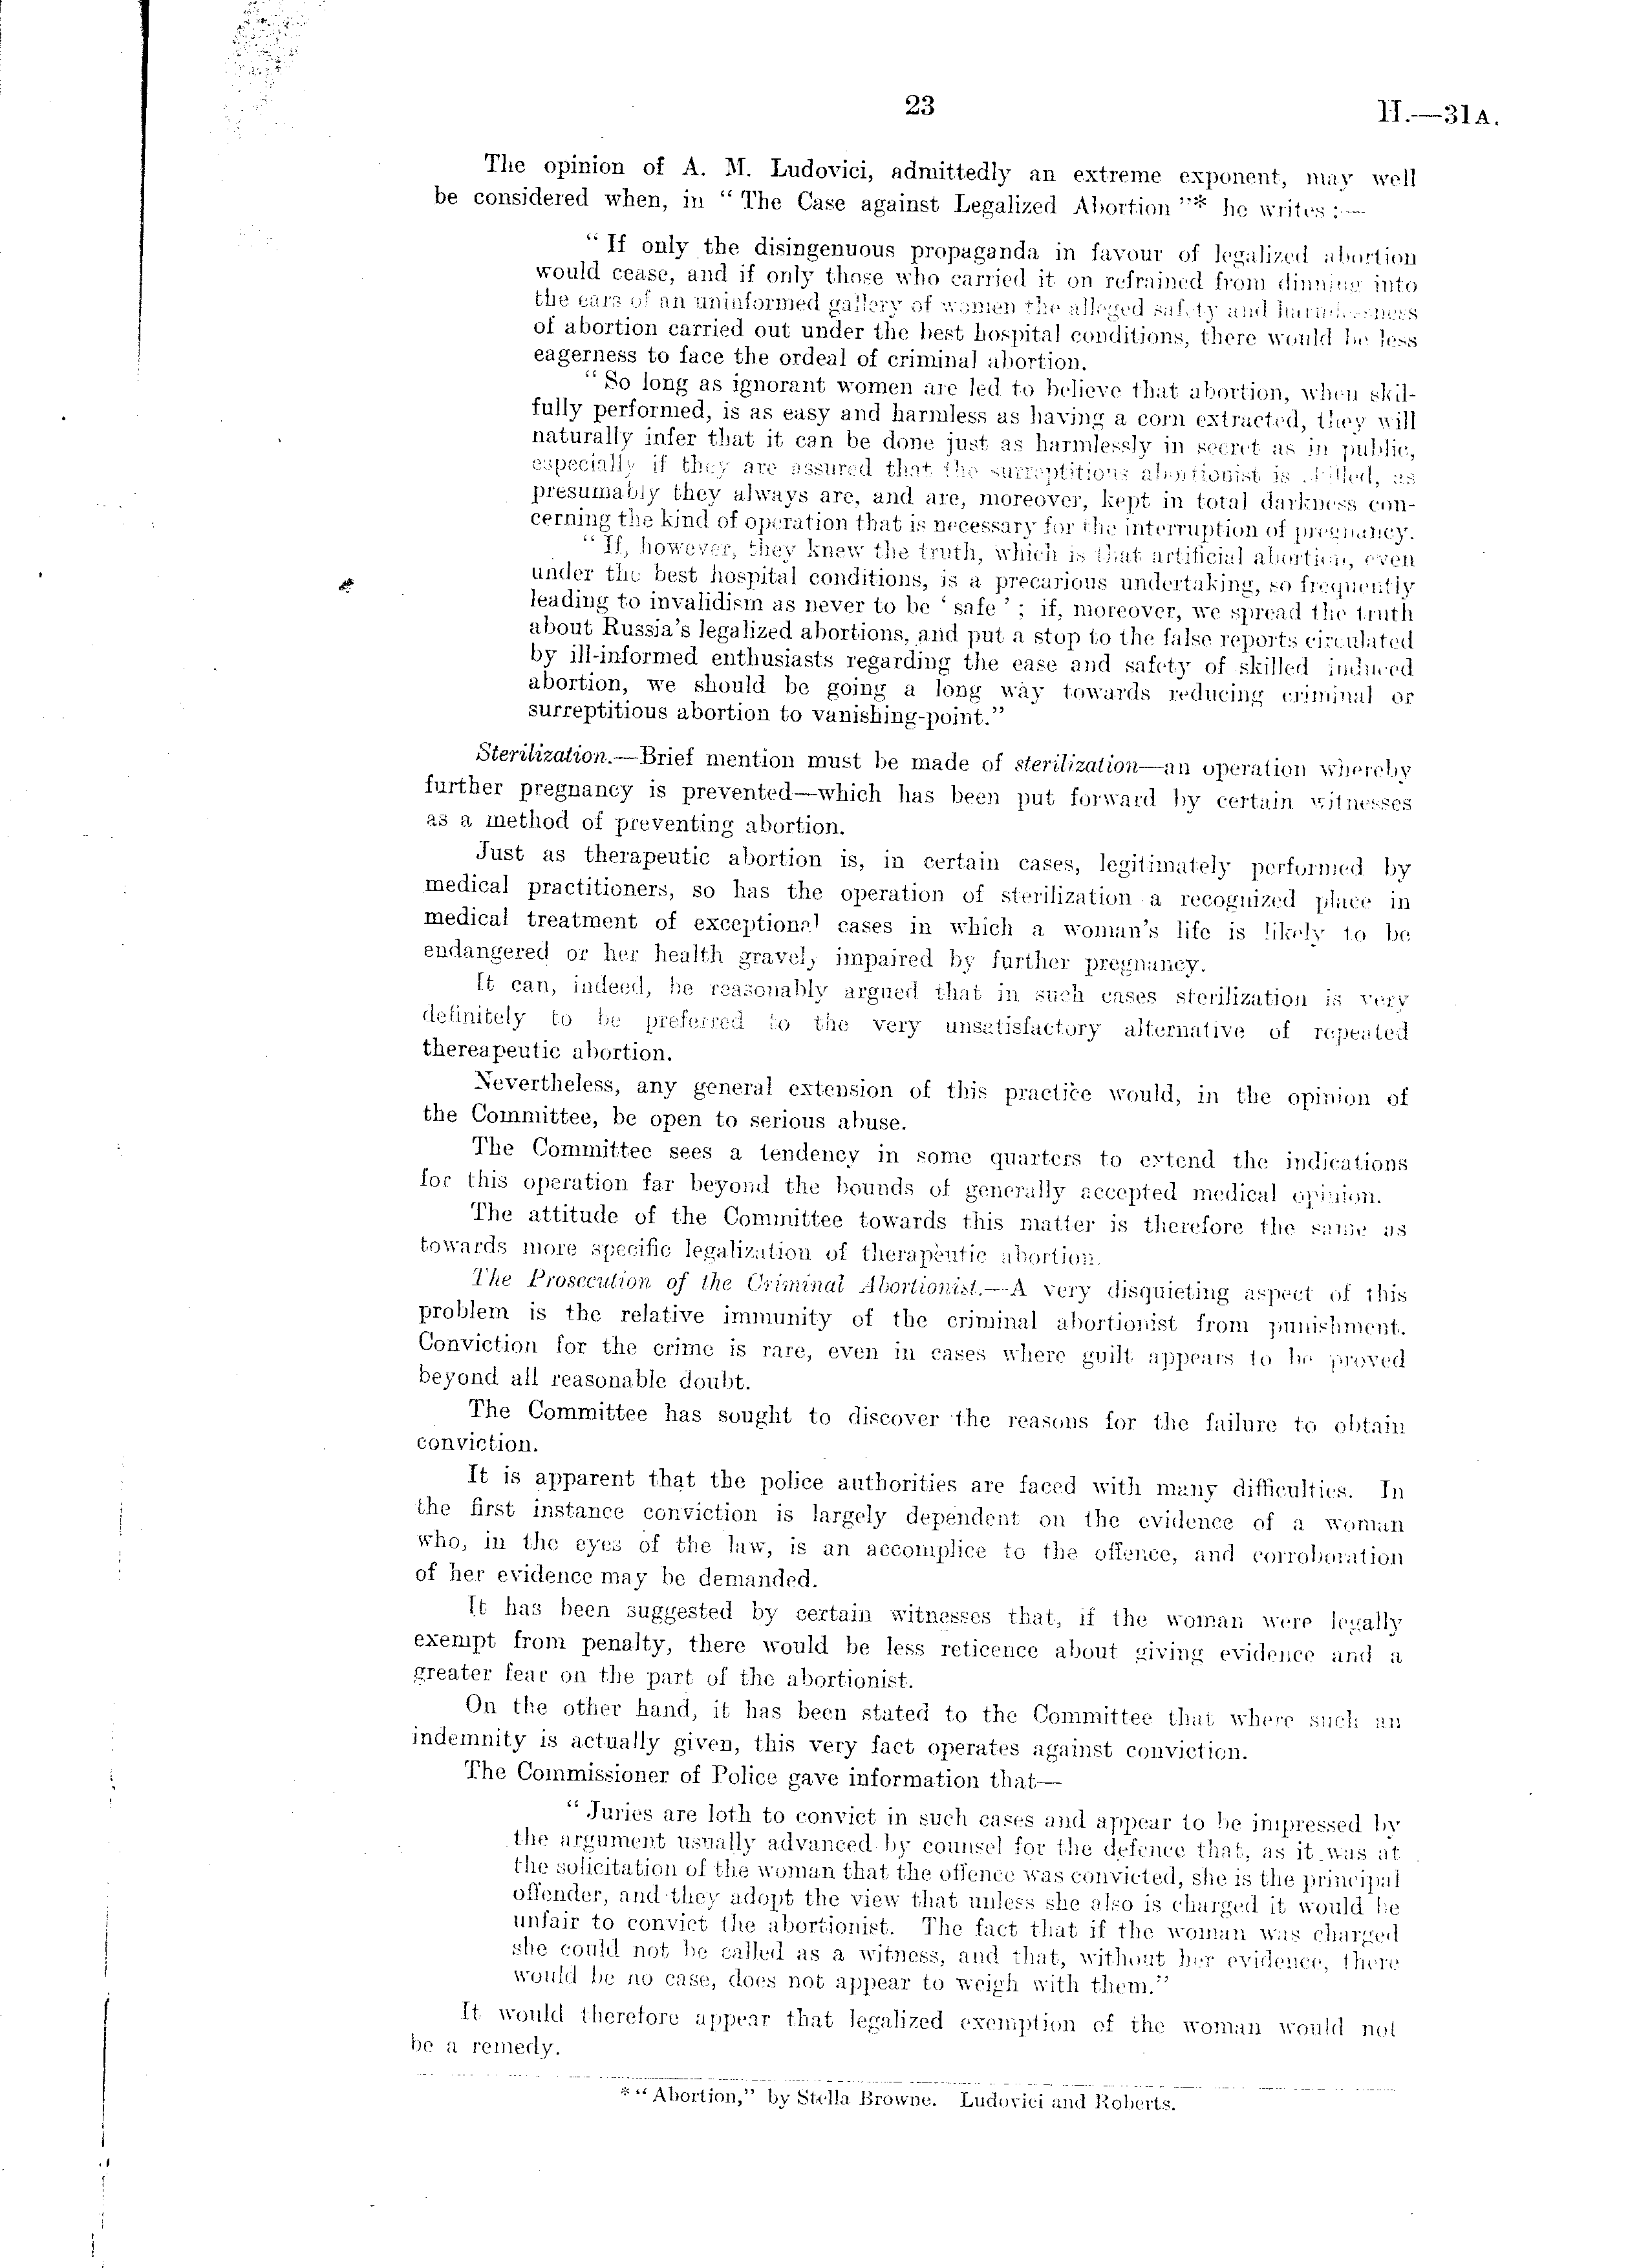 23
H.—31A.
The opinion of A. M. Ludovici, admittedly an extreme exponent, may well
be considered when, in “ The Case against Legalized Abortion ”* he writes :—
“ If only the disingenuous propaganda in favour of legalized abortion
would cease, and if only those who carried it on refrained from dinning into
the ears of an uninformed gallery of women the alleged safety and harmlessness
of abortion carried out under the best hospital conditions, there would be less
eagerness to face the ordeal of criminal abortion.
“ So long as ignorant women are led to believe that abortion, when skil-
fully performed, is as easy and harmless as having a corn extracted, they will
naturally infer that it can be done just as harmlessly in secret as in public,
especially if they are assured that the surreptitious abortionist is skilled, as
presumably they always are, and are, moreover, kept in total darkness con-
cerning the kind of operation that is necessary for the interruption of pregnancy.
“ If, however, they knew the truth, which is that artificial abortion, even
under the best hospital conditions, is a precarious undertaking, so frequently
leading to invalidism as never to be ‘ safe ’ ; if, moreover, we spread the truth
about Russia’s legalized abortions, and put a stop to the false reports circulated
by ill-informed enthusiasts regarding the ease and safety of skilled induced
abortion, we should be going a long way towards reducing criminal or
surreptitious abortion to vanishing-point.”
Sterilization.—Brief mention must be made of sterilization—an operation whereby
further pregnancy is prevented—which has been put forward by certain witnesses
as a method of preventing abortion.
Just as therapeutic abortion is, in certain cases, legitimately performed by
medical practitioners, so has the operation of sterilization a recognized place in
medical treatment of exceptional cases in which a woman’s life is likely to be
endangered or her health gravely impaired by further pregnancy.
It can, indeed, be reasonably argued that in such cases sterilization is very
definitely to be preferred to the very unsatisfactory alternative of repeated
thereapeutic abortion.
Nevertheless, any general extension of this practice would, in the opinion of
the Committee, be open to serious abuse.
The Committee sees a tendency in some quarters to extend the indications
for this operation far beyond the bounds of generally accepted medical opinion.
The attitude of the Committee towards this matter is therefore the same as
towards more specific legalization of therapeutic abortion.
The Prosecution of the Criminal Abortionist.—A very disquieting aspect of this
problem is the relative immunity of the criminal abortionist from punishment.
Conviction for the crime is rare, even in cases where guilt appears to be proved
beyond all reasonable doubt.
The Committee has sought to discover the reasons for the failure to obtain
conviction.
It is apparent that the police authorities are faced with many difficulties. In
the first instance conviction is largely dependent on the evidence of a woman
who, in the eyes of the law, is an accomplice to the offence, and corroboration
of her evidence may be demanded.
It has been suggested by certain witnesses that, if the woman were legally
exempt from penalty, there would be less reticence about giving evidence and a
greater fear on the part of the abortionist.
On the other hand, it has been stated to the Committee that where such an
indemnity is actually given, this very fact operates against conviction.
The Commissioner of Police gave information that—
“ Juries are loth to convict in such cases and appear to be impressed by
the argument usually advanced by counsel for the defence that, as it was at
the solicitation of the woman that the offence was convicted, she is the principal
offender, and they adopt the view that unless she also is charged it would be
unfair to convict the abortionist. The fact that if the woman was charged
she could not be called as a witness, and that, without her evidence, there
would be no case, does not appear to weigh with them.”
It would therefore appear that legalized exemption of the woman would not
be a remedy.
* “ Abortion,” by Stella Browne. Ludovici and Roberts.